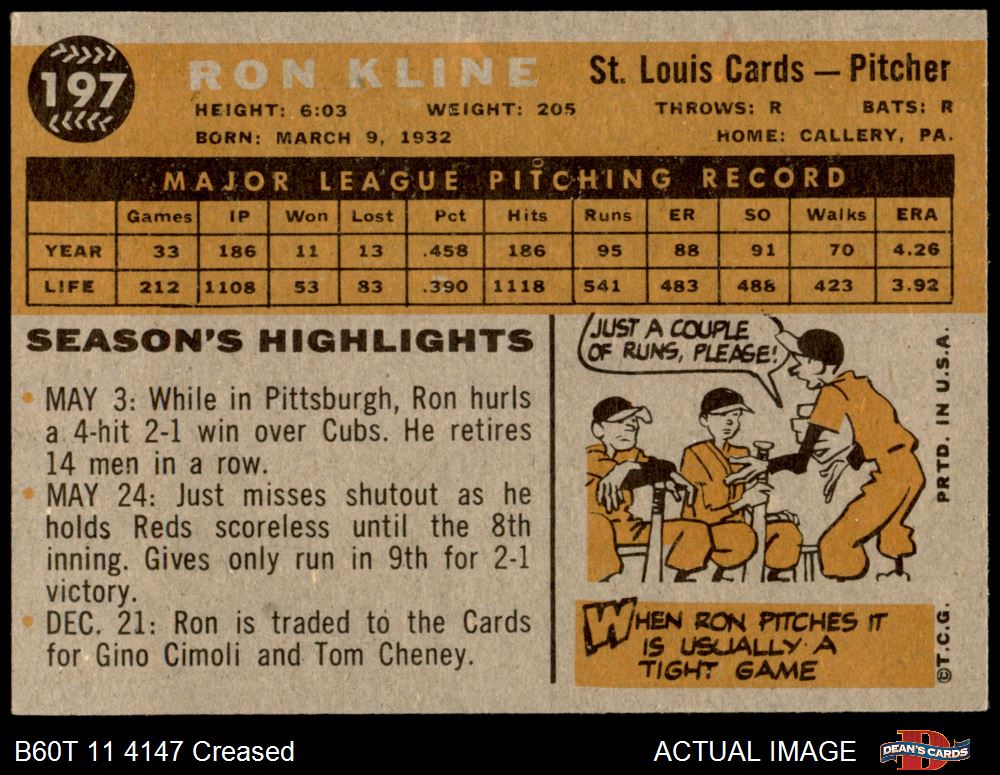 197
RON KLINE
St. Louis Cards — Pitcher
HEIGHT: 6:03 WEIGHT: 205 THROWS: R BATS: R
BORN: MARCH 9, 1932 HOME: CALLERY, PA.
MAJOR LEAGUE PITCHING RECORD
Games IP Won Lost Pct Hits Runs ER SO Walks ERA
YEAR 33 186 11 13 .458 186 95 88 91 70 4.26
LIFE 212 1108 53 83 .390 1118 541 483 488 423 3.92
SEASON'S HIGHLIGHTS
• MAY 3: While in Pittsburgh, Ron hurls
a 4-hit 2-1 win over Cubs. He retires
14 men in a row.
• MAY 24: Just misses shutout as he
holds Reds scoreless until the 8th
inning. Gives only run in 9th for 2-1
victory.
• DEC. 21: Ron is traded to the Cards
for Gino Cimoli and Tom Cheney.
JUST A COUPLE
OF RUNS, PLEASE!
WHEN RON PITCHES IT
IS USUALLY A
TIGHT GAME
PRTD. IN U.S.A.
©T.C.G.
B60T 11 4147 Creased
ACTUAL IMAGE
DEAN'S CARDS